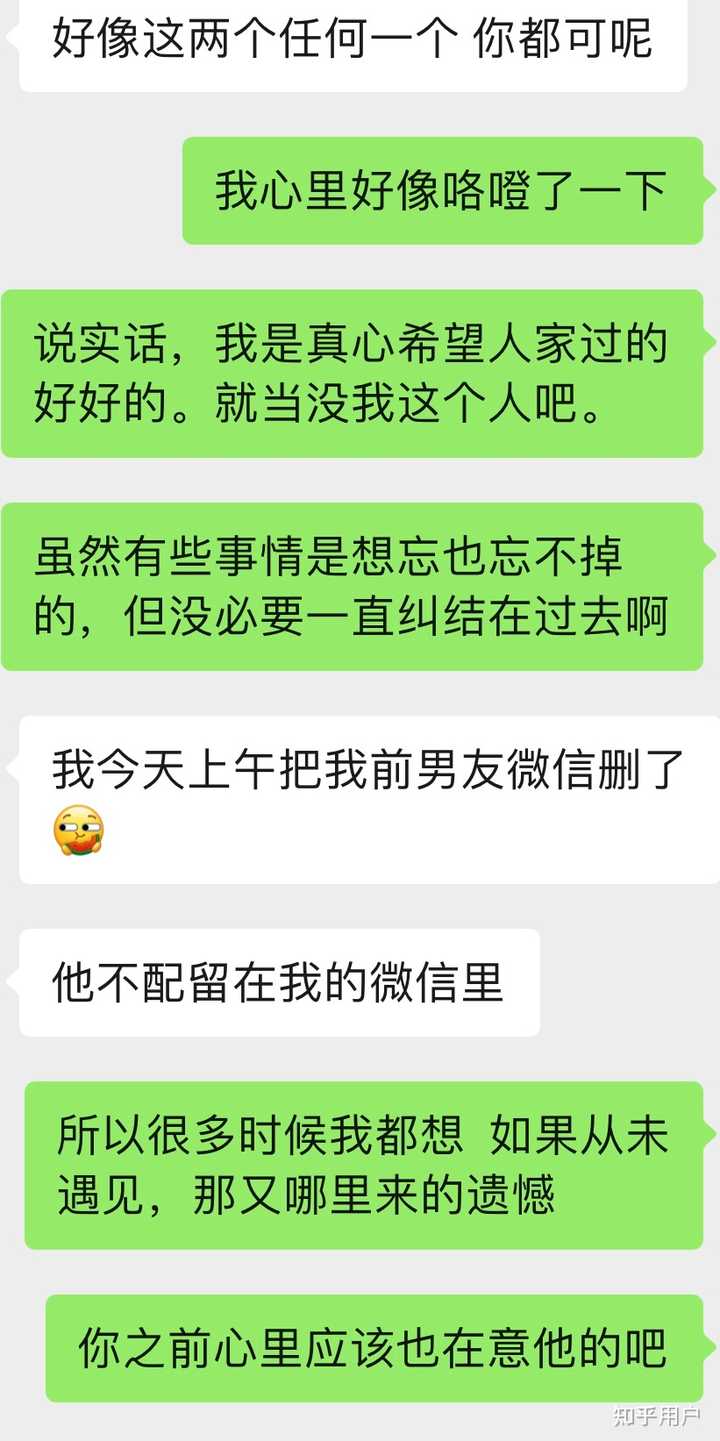 好像这两个任何一个 你都可呢
我心里好像咯噔了一下
说实话，我是真心希望人家过的
好好的。就当没我这个人吧。
虽然有些事情是想忘也忘不掉
的，但没必要一直纠结在过去啊
我今天上午把我前男友微信删了
他不配留在我的微信里
所以很多时候我都想 如果从未
遇见，那又哪里来的遗憾
你之前心里应该也在意他的吧
知乎用户